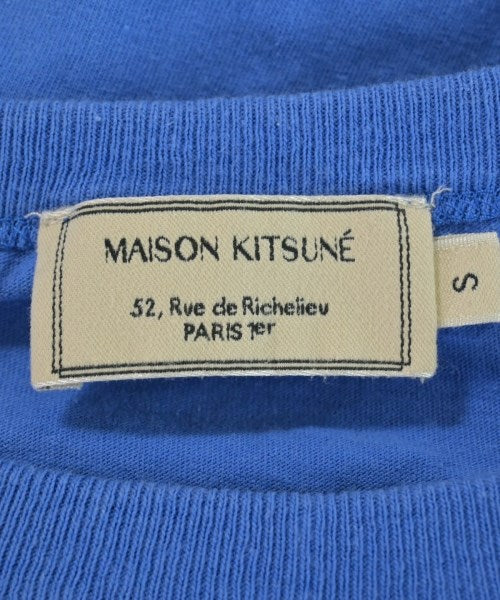 MAISON KITSUNÉ
52, Rue de Richelieu
PARIS 1er
S